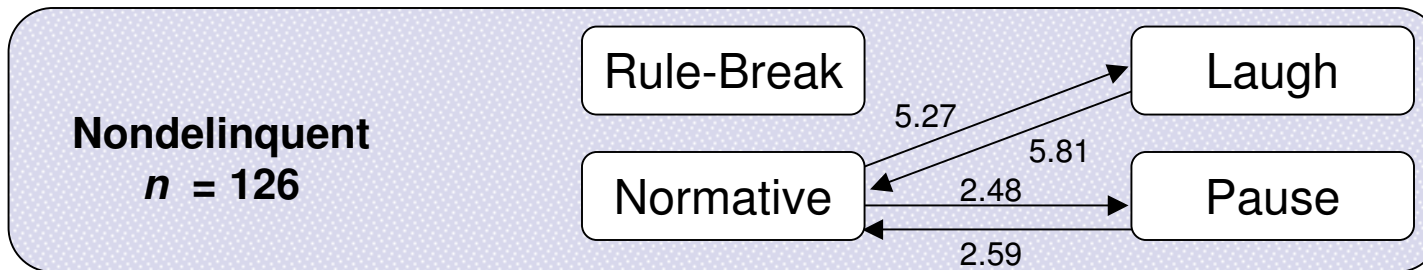 Nondelinquent
n = 126
Rule-Break
Laugh
5.27
5.81
Normative
2.48
Pause
2.59